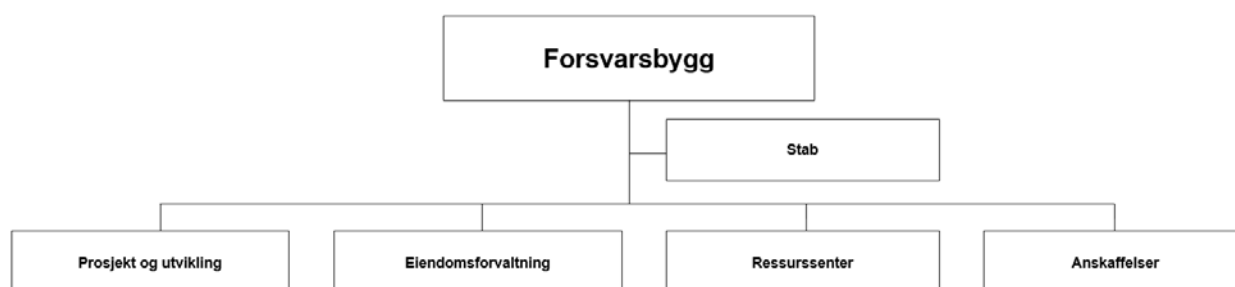 Forsvarsbygg
Stab
Prosjekt og utvikling
Eiendomsforvaltning
Ressurssenter
Anskaffelser